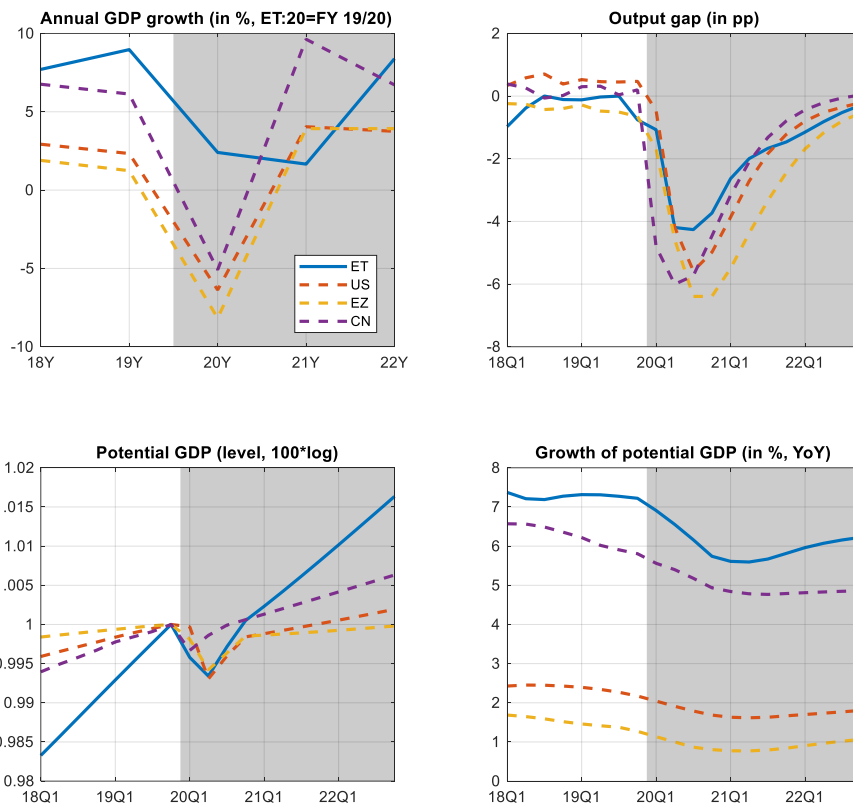 Annual GDP growth (in %, ET:20=FY 19/20)
10
5
0
-5
-10
18Y 19Y 20Y 21Y 22Y
ET
US
EZ
CN
Output gap (in pp)
2
0
-2
-4
-6
-8
18Q1 19Q1 20Q1 21Q1 22Q1
Potential GDP (level, 100*log)
1.02
.015
1.01
.005
1
0.995
0.99
0.985
0.98
18Q1 19Q1 20Q1 21Q1 22Q1
Growth of potential GDP (in %, YoY)
8
7
6
5
4
3
2
1
0
18Q1 19Q1 20Q1 21Q1 22Q1